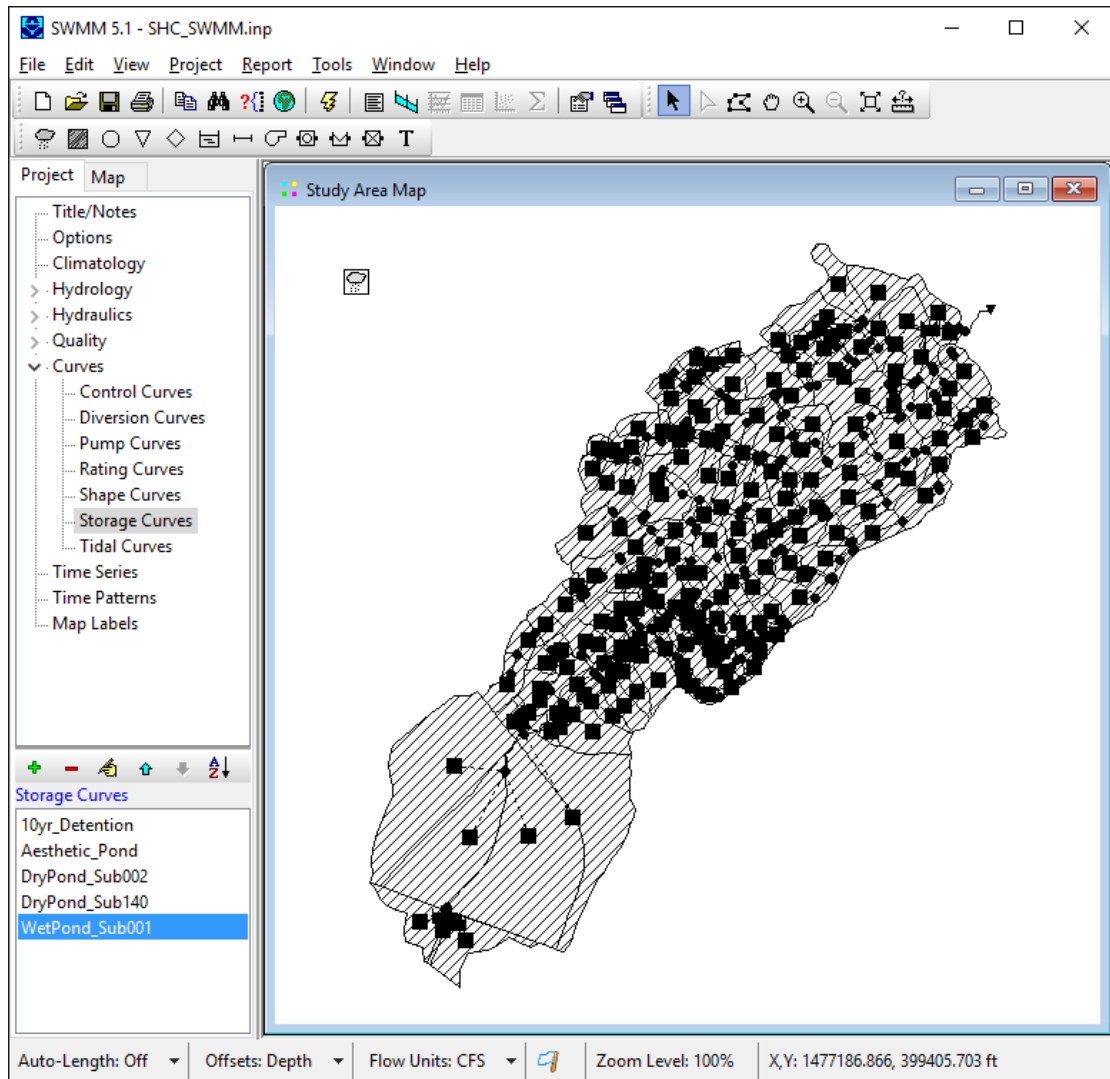 SWMM 5.1 - SHC_SWMM.inp
File Edit View Project Report Tools Window Help
?{}
Σ
T
Project Map
Study Area Map
Title/Notes
Options
Climatology
Hydrology
Hydraulics
Quality
Curves
Control Curves
Diversion Curves
Pump Curves
Rating Curves
Shape Curves
Storage Curves
Tidal Curves
Time Series
Time Patterns
Map Labels
Storage Curves
10yr_Detention
Aesthetic_Pond
DryPond_Sub002
DryPond_Sub140
WetPond_Sub001
Auto-Length: Off Offsets: Depth Flow Units: CFS Zoom Level: 100% X,Y: 1477186.866, 399405.703 ft